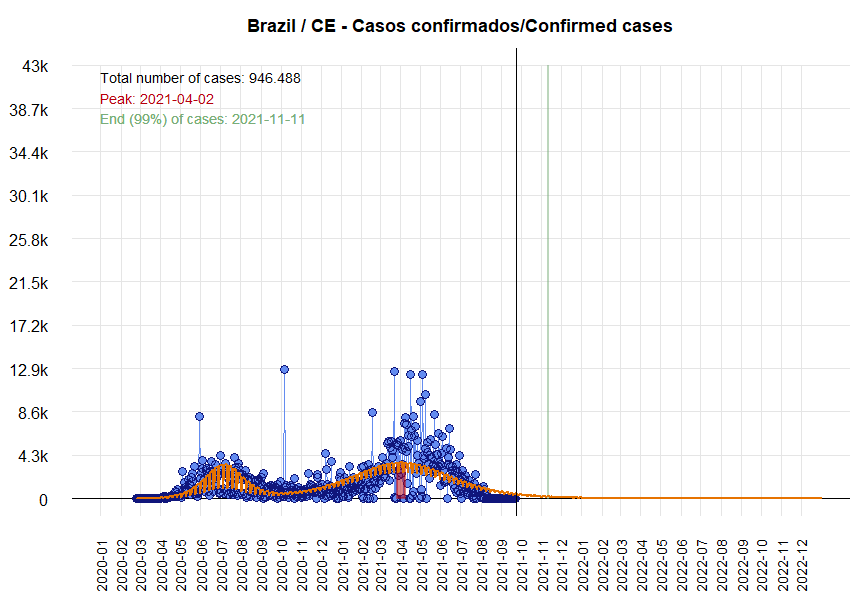 Brazil / CE - Casos confirmados/Confirmed cases
43k
Total number of cases: 946.488
Peak: 2021-04-02
38.7k
End (99%) of cases: 2021-11-11
34.4k
30.1k
25.8k
21.5k
17.2k
12.9k
8.6k
4.3k
0
2020-01
2020-02
2020-03
2020-04
2020-05
2020-06
2020-07
2020-08
2020-09
2020-10
2020-11
2020-12
2021-01
2021-02
2021-03
2021-04
2021-05
2021-06
2021-07
2021-08
2021-09
2021-10
2021-11
2021-12
2022-01
2022-02
2022-03
2022-04
2022-05
2022-06
2022-07
2022-08
2022-09
2022-10
2022-11
2022-12